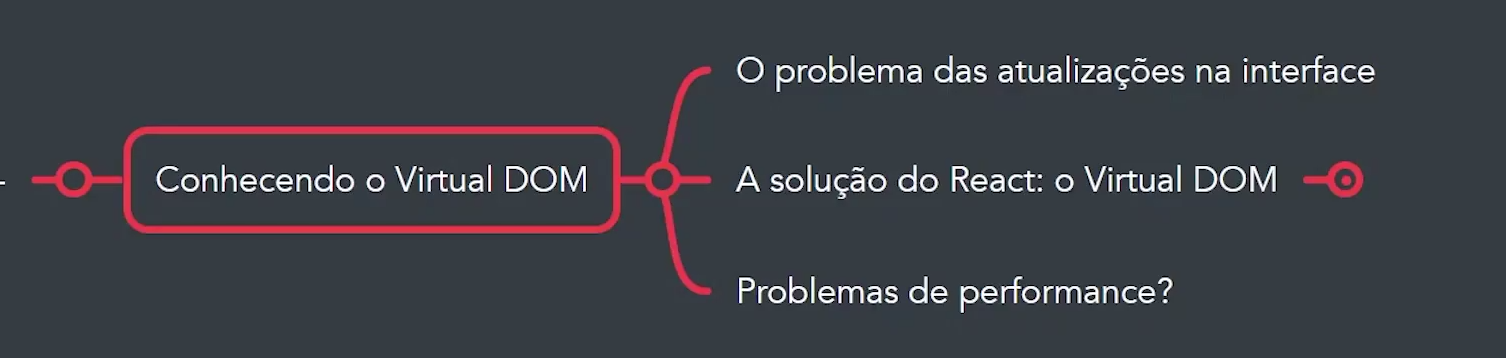 O problema das atualizações na interface
Conhecendo o Virtual DOM
A solução do React: o Virtual DOM
Problemas de performance?